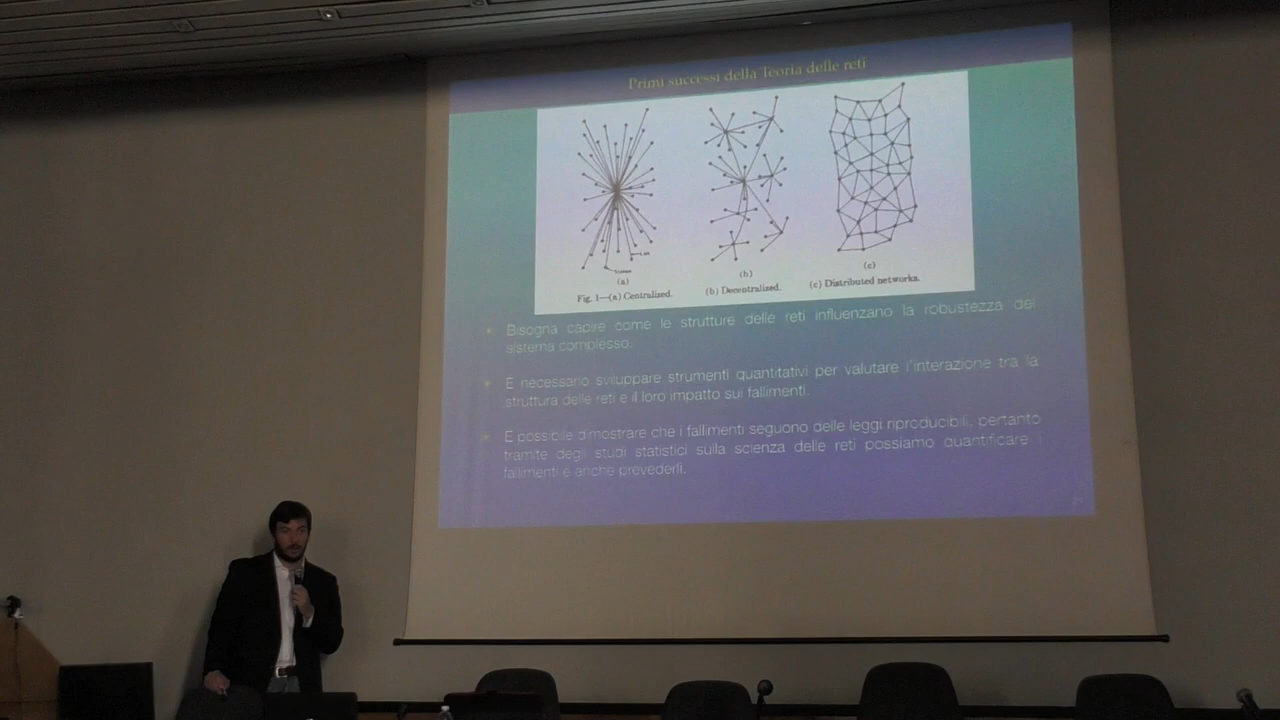 Primi successi della Teoria delle reti
(a)
(b)
(c)
Fig. 1—(a) Centralized.
(b) Decentralized.
(c) Distributed networks.
Bisogna capire come le strutture delle reti influenzano la robustezza del
sistema complesso.
È necessario sviluppare strumenti quantitativi per valutare l'interazione tra la
struttura delle reti e il loro impatto sui fallimenti.
È possibile dimostrare che i fallimenti seguono delle leggi riproducibili, pertanto
tramite degli studi statistici sulla scienza delle reti possiamo quantificare i
fallimenti e anche prevederli.